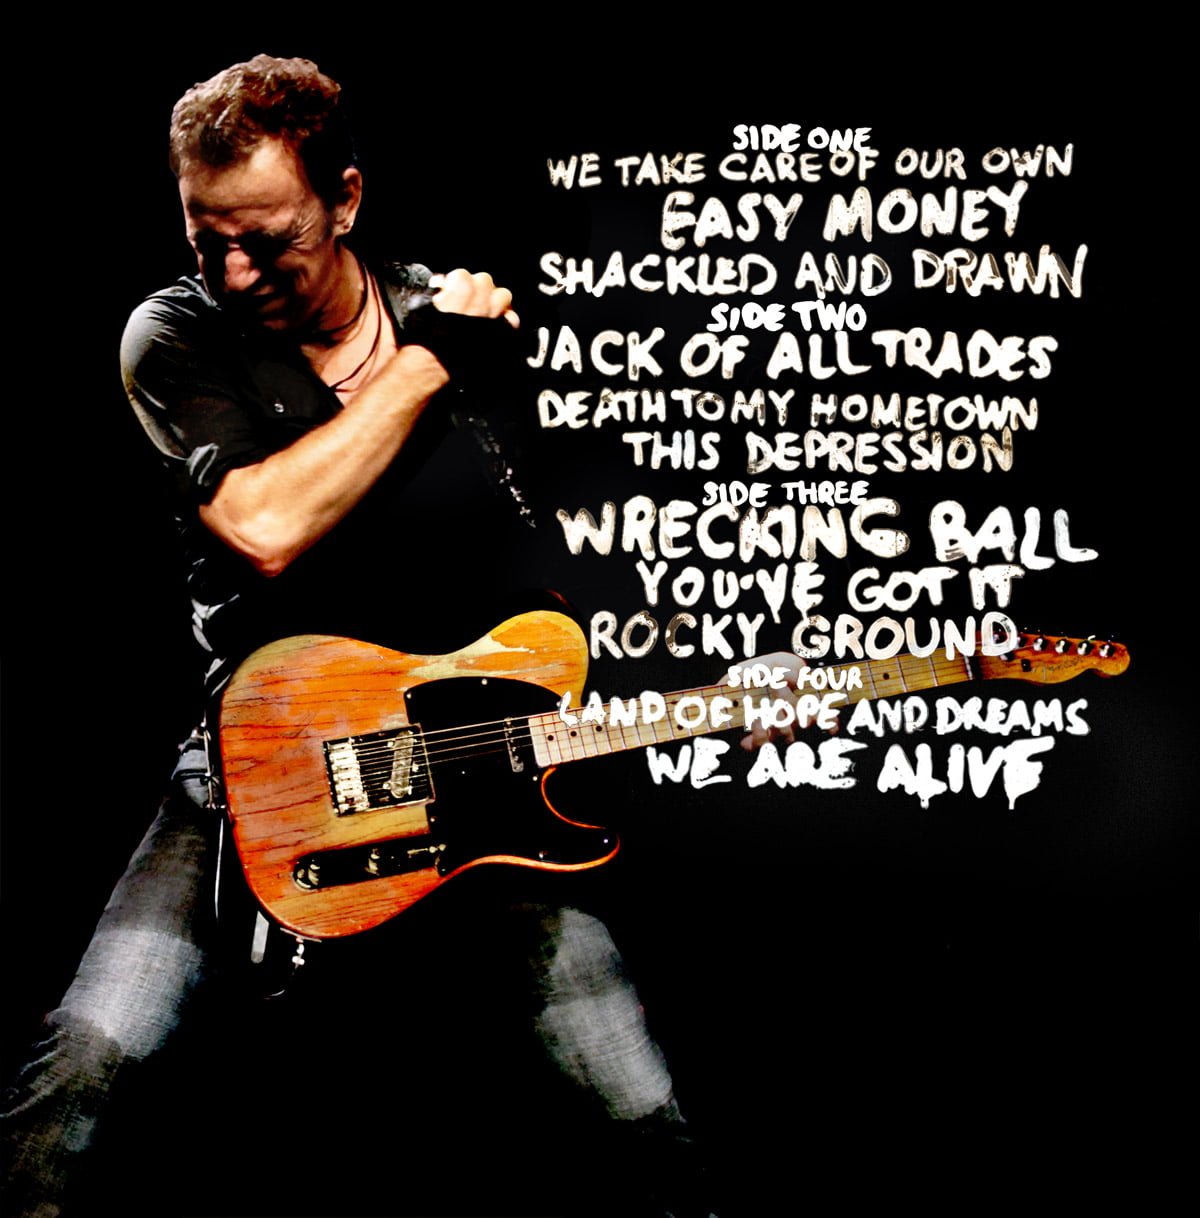 SIDE ONE
WE TAKE CARE OF OUR OWN
EASY MONEY
SHACKLED AND DRAWN
SIDE TWO
JACK OF ALL TRADES
DEATH TO MY HOMETOWN
THIS DEPRESSION
SIDE THREE
WRECKING BALL
YOU'VE GOT IT
ROCKY GROUND
SIDE FOUR
LAND OF HOPE AND DREAMS
WE ARE ALIVE